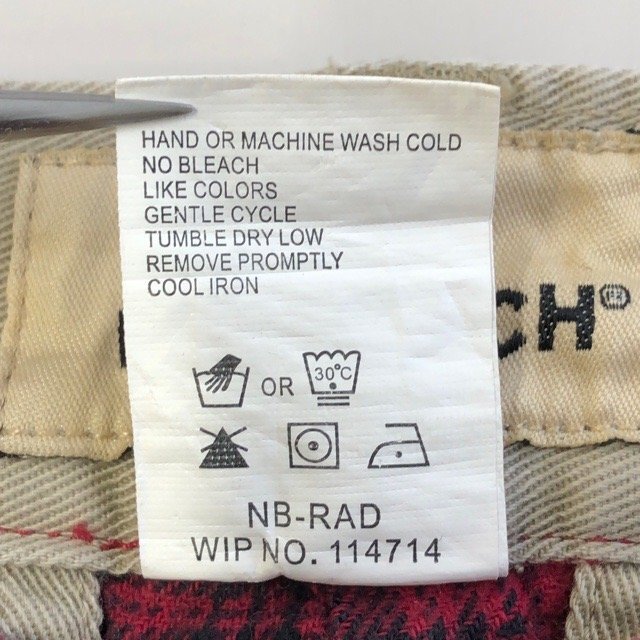 HAND OR MACHINE WASH COLD
NO BLEACH
LIKE COLORS
GENTLE CYCLE
TUMBLE DRY LOW
REMOVE PROMPTLY
COOL IRON
CH®
OR 30°C
NB-RAD
WIP NO. 114714